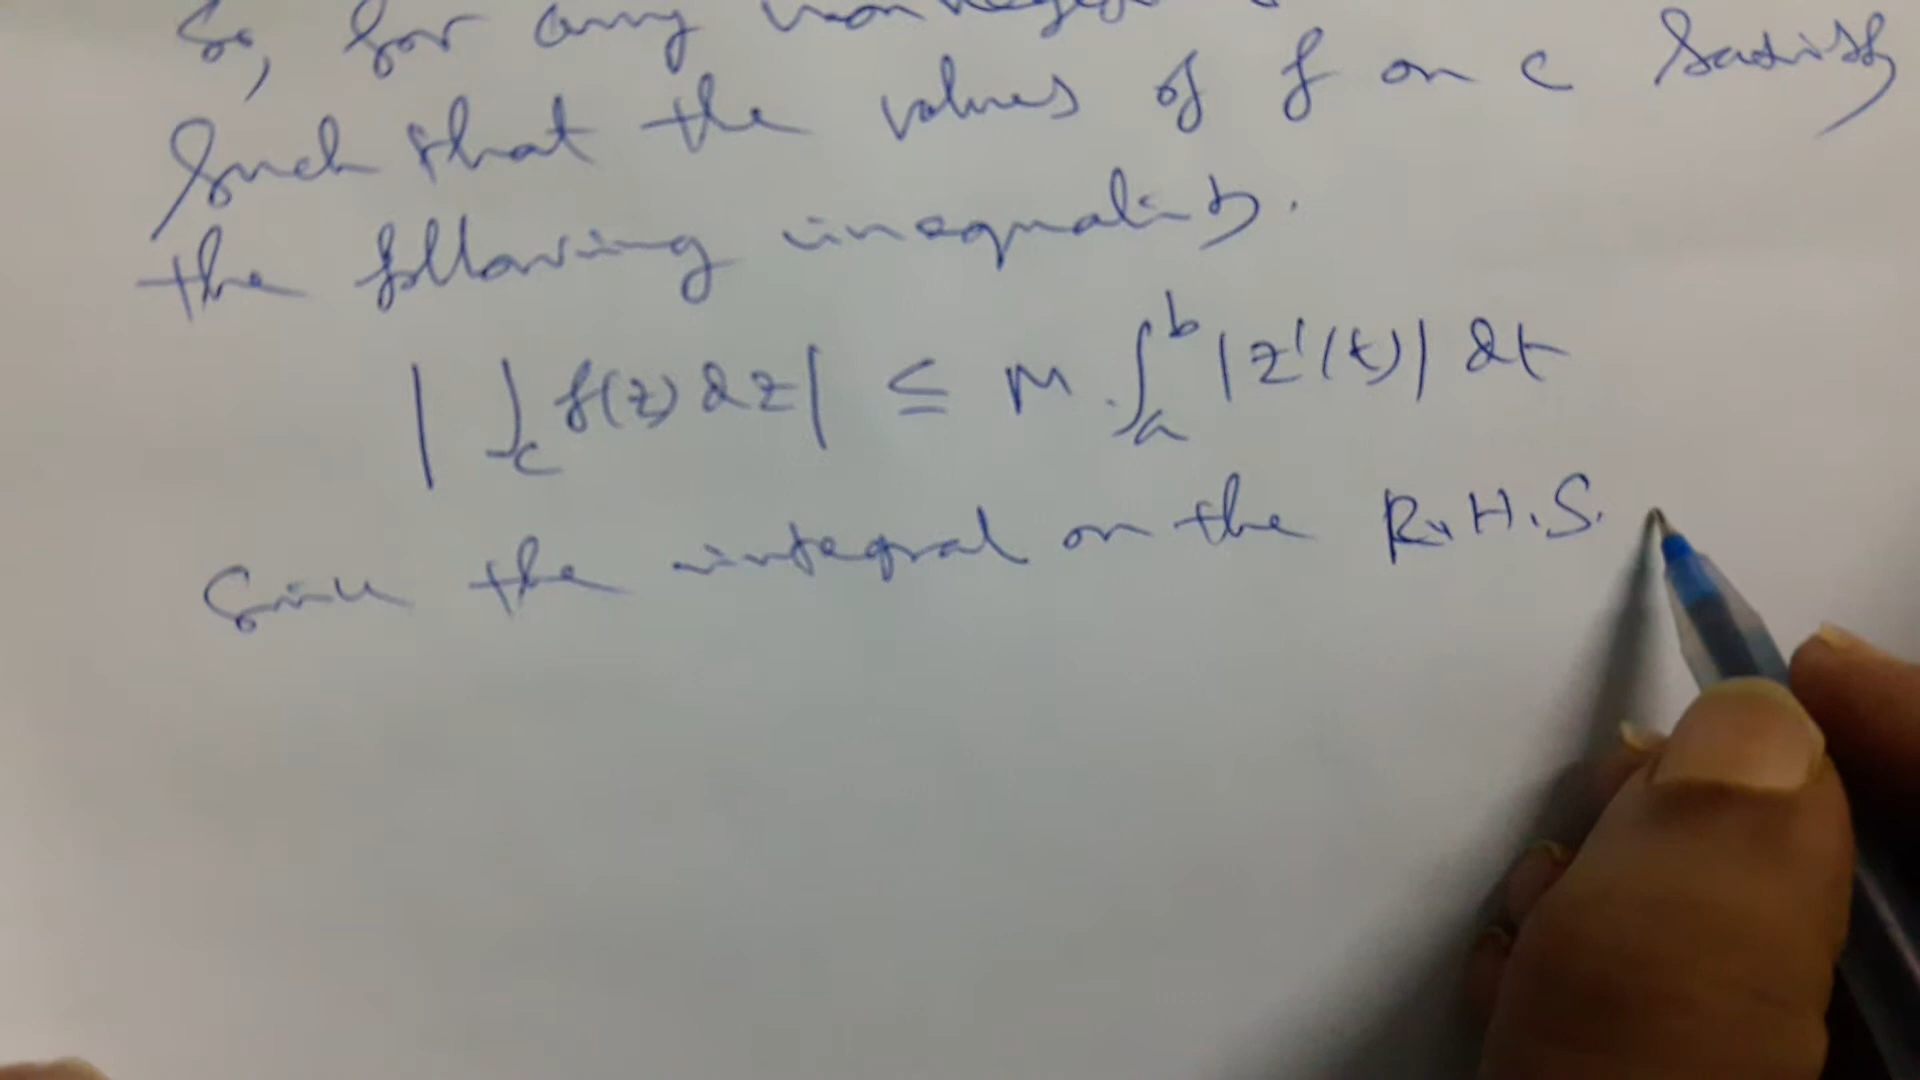 So, for any
such that the values of f on c satisfy
the following inequality.
| ∫_c f(z) dz | ≤ M . ∫_a^b |z'(t)| dt
Since the integral on the R.H.S.